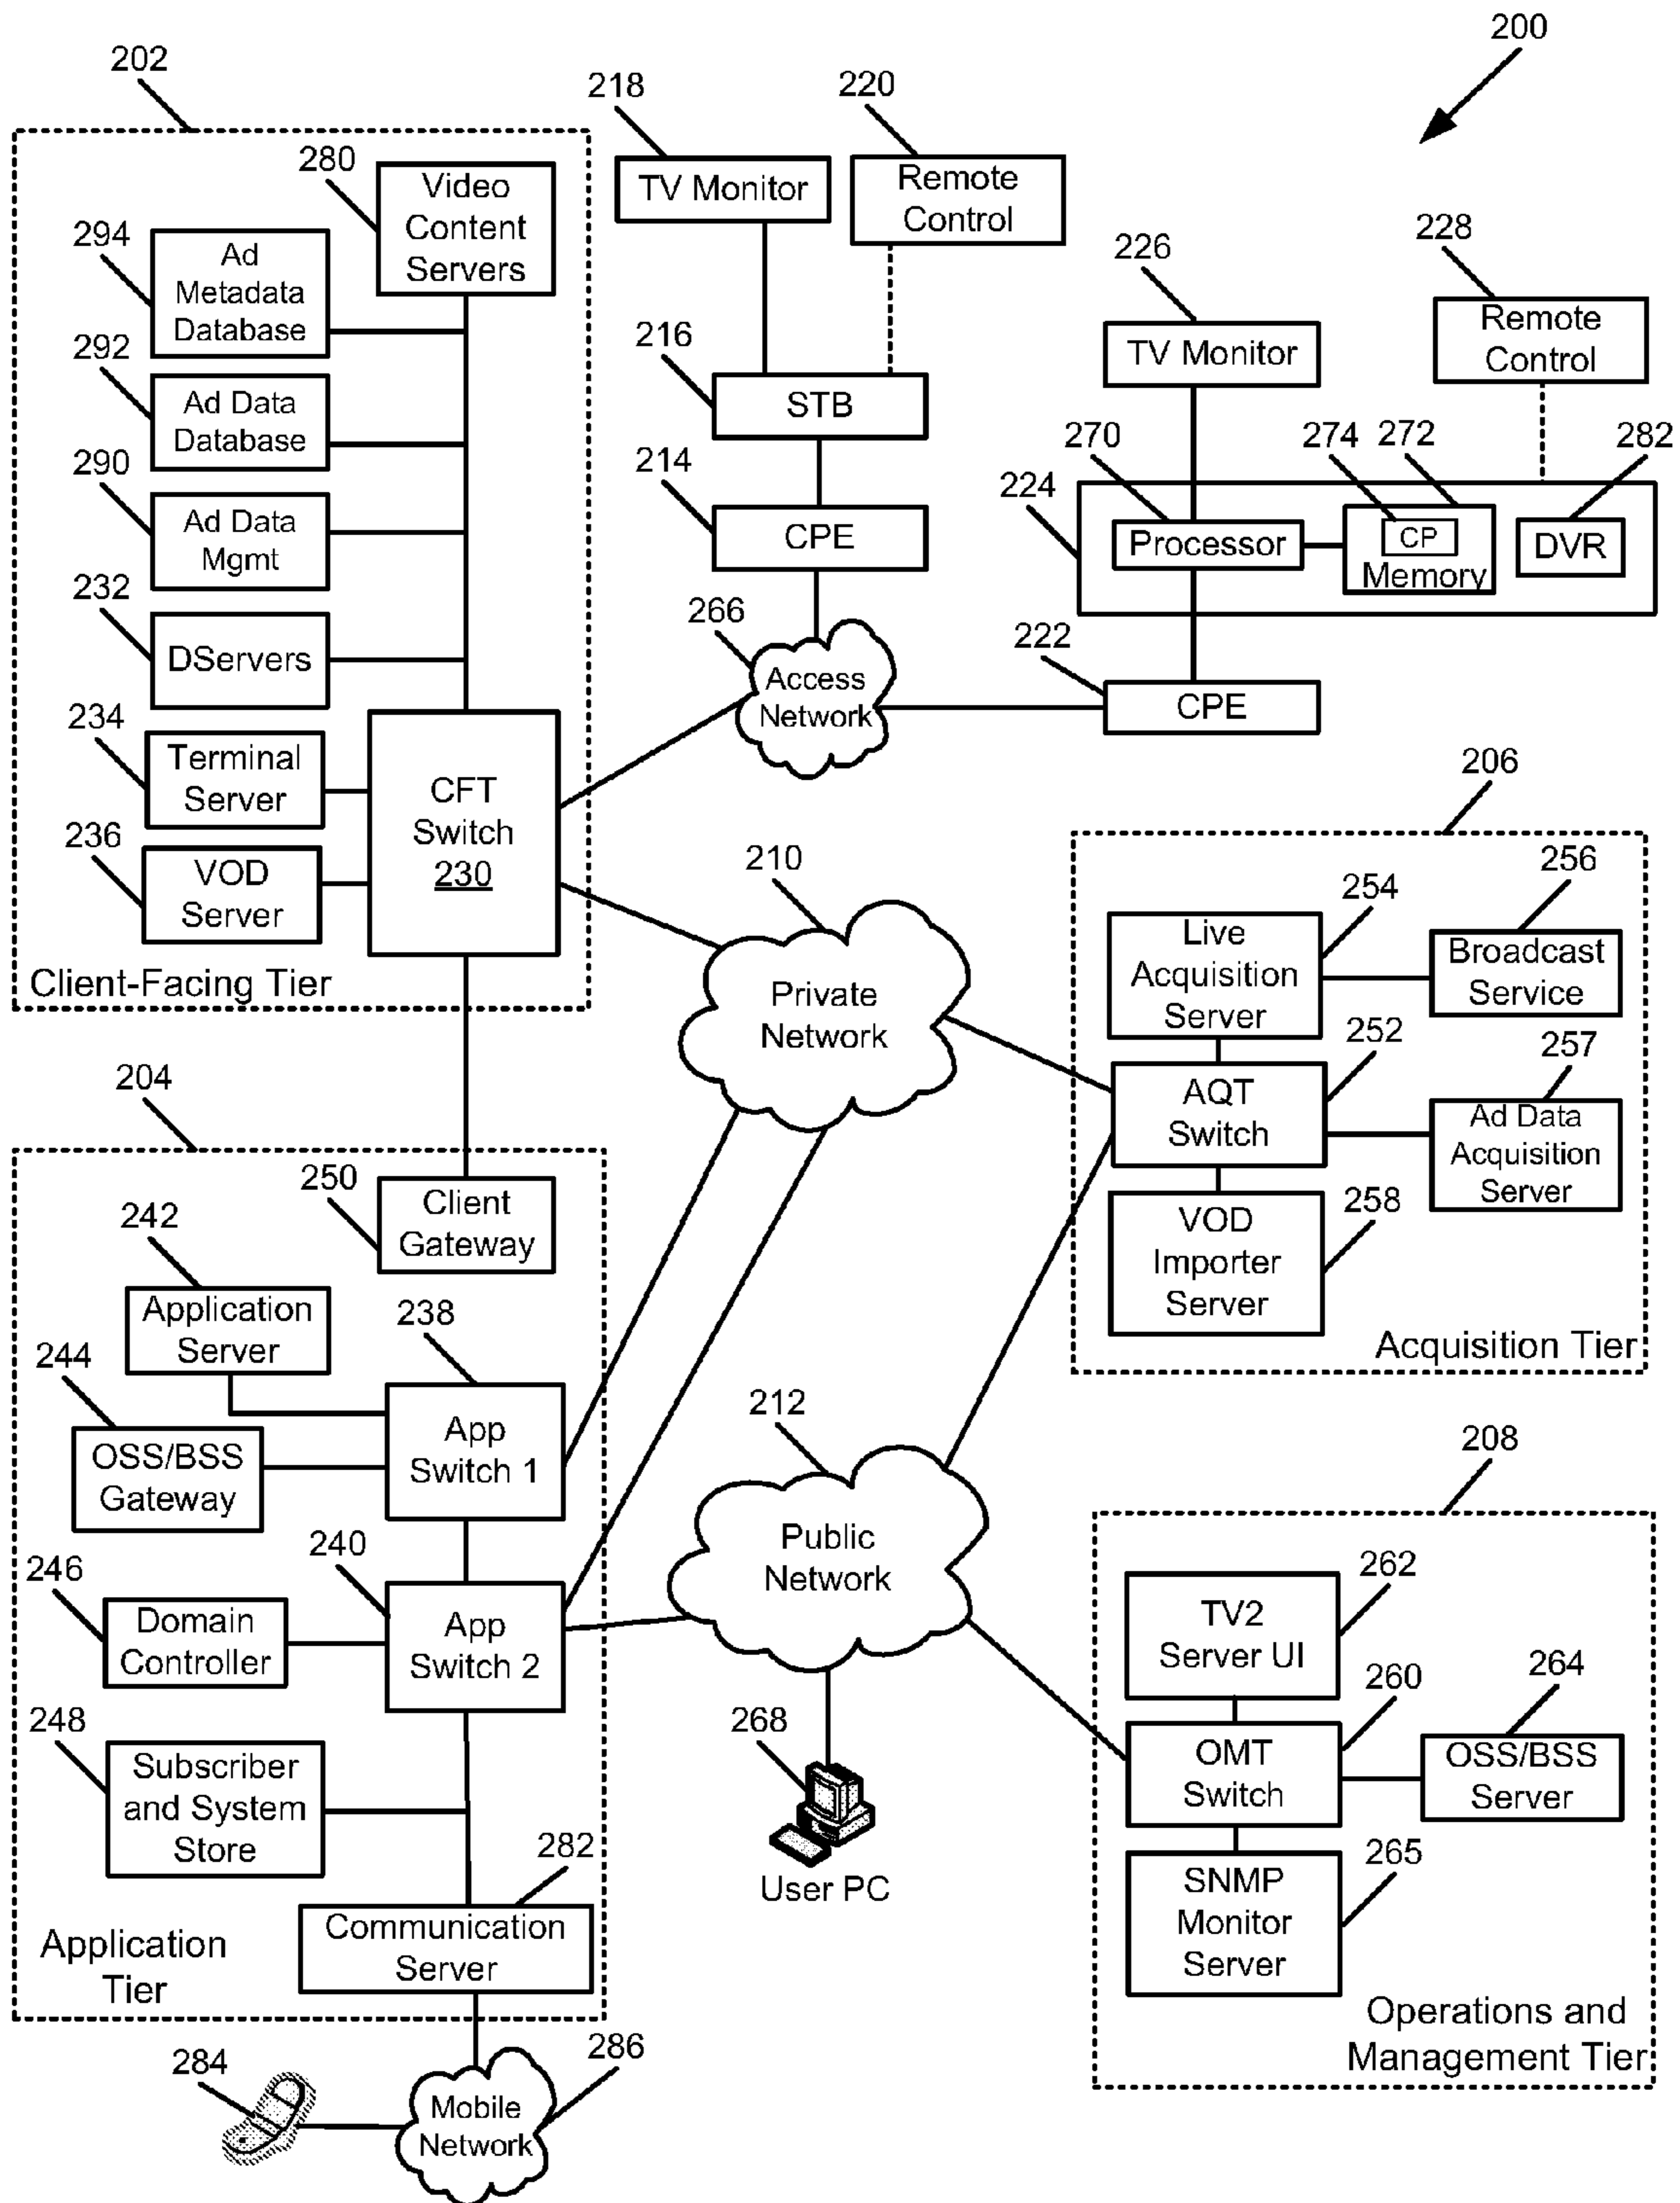 200
202
218
220
280
Video
Content
Servers
TV Monitor
Remote
Control
294
Ad
Metadata
Database
226
228
TV Monitor
Remote
Control
292
Ad Data
Database
216
STB
290
Ad Data
Mgmt
214
CPE
224
270
274
272
282
Processor
CP
Memory
DVR
232
DServers
266
Access
Network
222
CPE
234
Terminal
Server
236
VOD
Server
CFT
Switch
230
Client-Facing Tier
210
Private
Network
206
254
256
Live
Acquisition
Server
Broadcast
Service
252
257
AQT
Switch
Ad Data
Acquisition
Server
258
VOD
Importer
Server
Acquisition Tier
204
250
Client
Gateway
242
Application
Server
238
244
OSS/BSS
Gateway
App
Switch 1
240
246
Domain
Controller
App
Switch 2
248
Subscriber
and System
Store
282
Communication
Server
Application
Tier
212
Public
Network
268
User PC
208
262
TV2
Server UI
260
264
OMT
Switch
OSS/BSS
Server
265
SNMP
Monitor
Server
Operations and
Management Tier
284
286
Mobile
Network